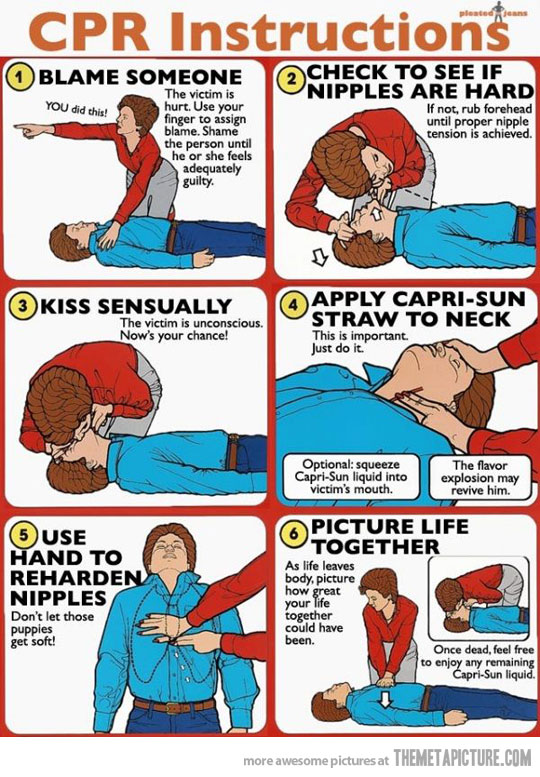 pleated jeans
CPR Instructions
1 BLAME SOMEONE
YOU did this!
The victim is
hurt. Use your
finger to assign
blame. Shame
the person until
he or she feels
adequately
guilty.
2 CHECK TO SEE IF
NIPPLES ARE HARD
If not, rub forehead
until proper nipple
tension is achieved.
3 KISS SENSUALLY
The victim is unconscious.
Now's your chance!
4 APPLY CAPRI-SUN
STRAW TO NECK
This is important.
Just do it.
Optional: squeeze
Capri-Sun liquid into
victim's mouth.
The flavor
explosion may
revive him.
5 USE
HAND TO
REHARDEN
NIPPLES
Don't let those
puppies
get soft!
6 PICTURE LIFE
TOGETHER
As life leaves
body, picture
how great
your life
together
could have
been.
Once dead, feel free
to enjoy any remaining
Capri-Sun liquid.
more awesome pictures at THEMETAPICTURE.COM